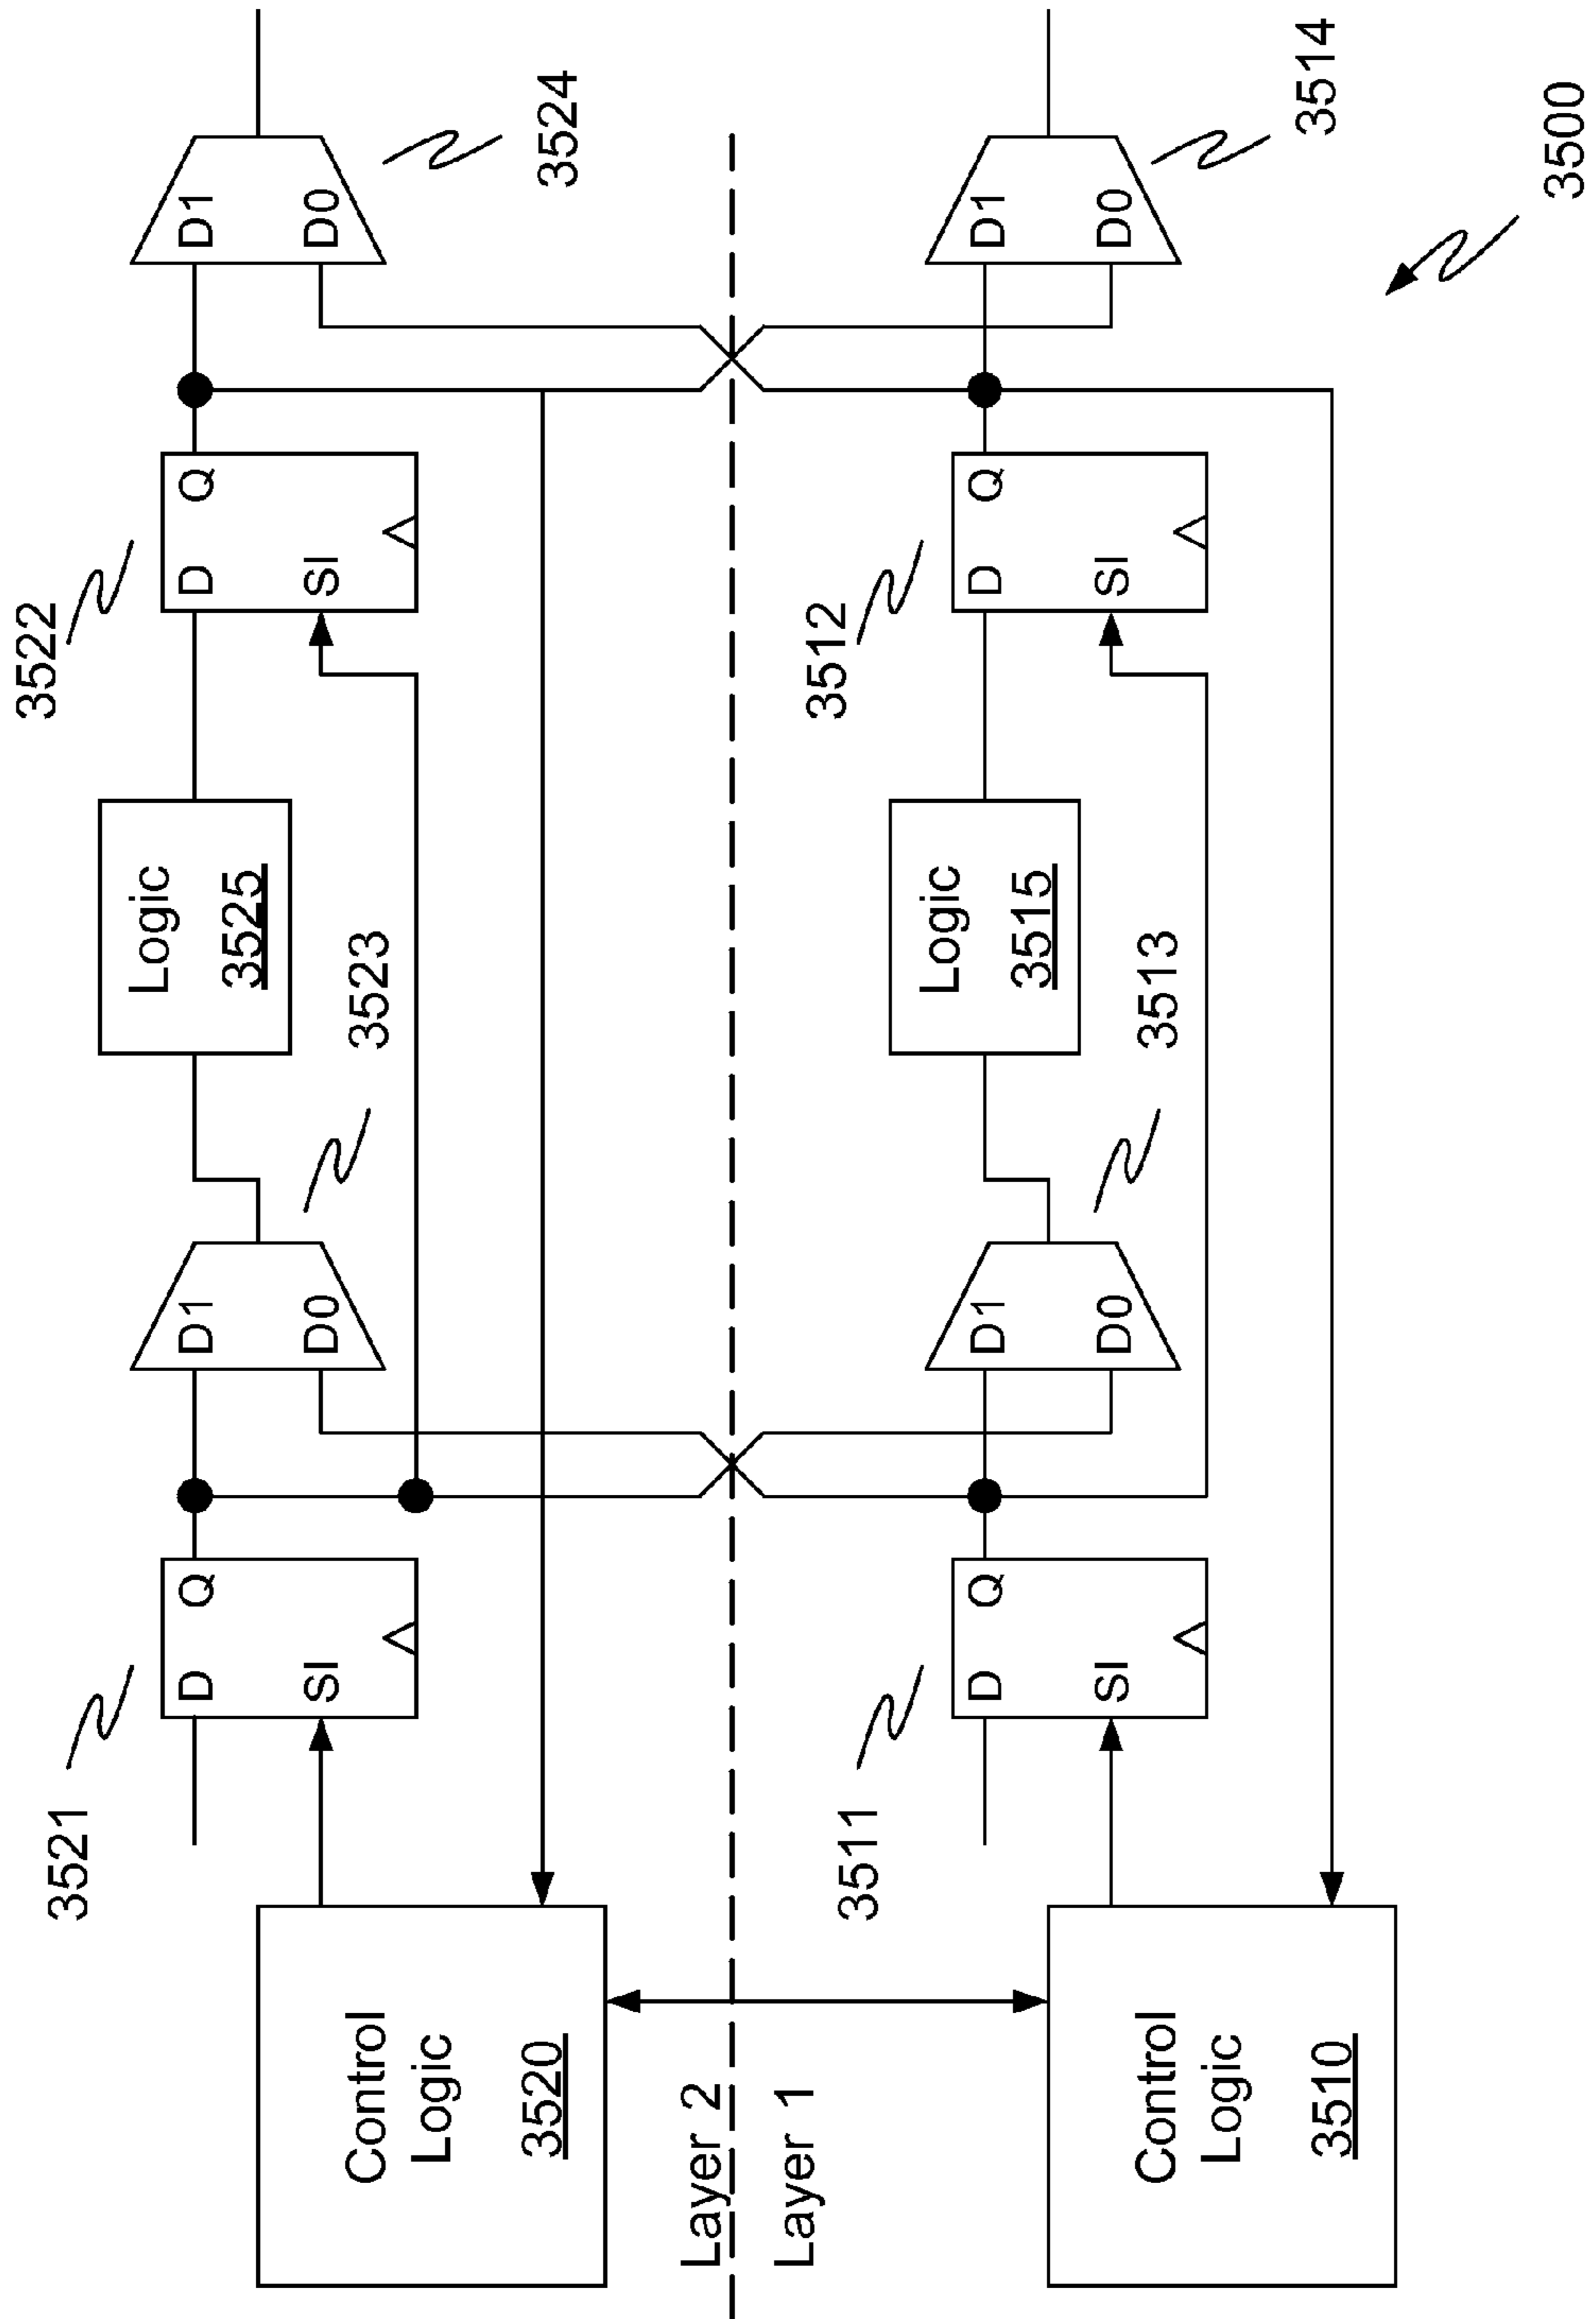 3521
D
Q
SI
D1
D0
3523
Logic
3525
3522
D
Q
SI
D1
D0
3524
Control
Logic
3520
Layer 2
Layer 1
3511
D
Q
SI
D1
D0
3513
Logic
3515
3512
D
Q
SI
D1
D0
3514
Control
Logic
3510
3500